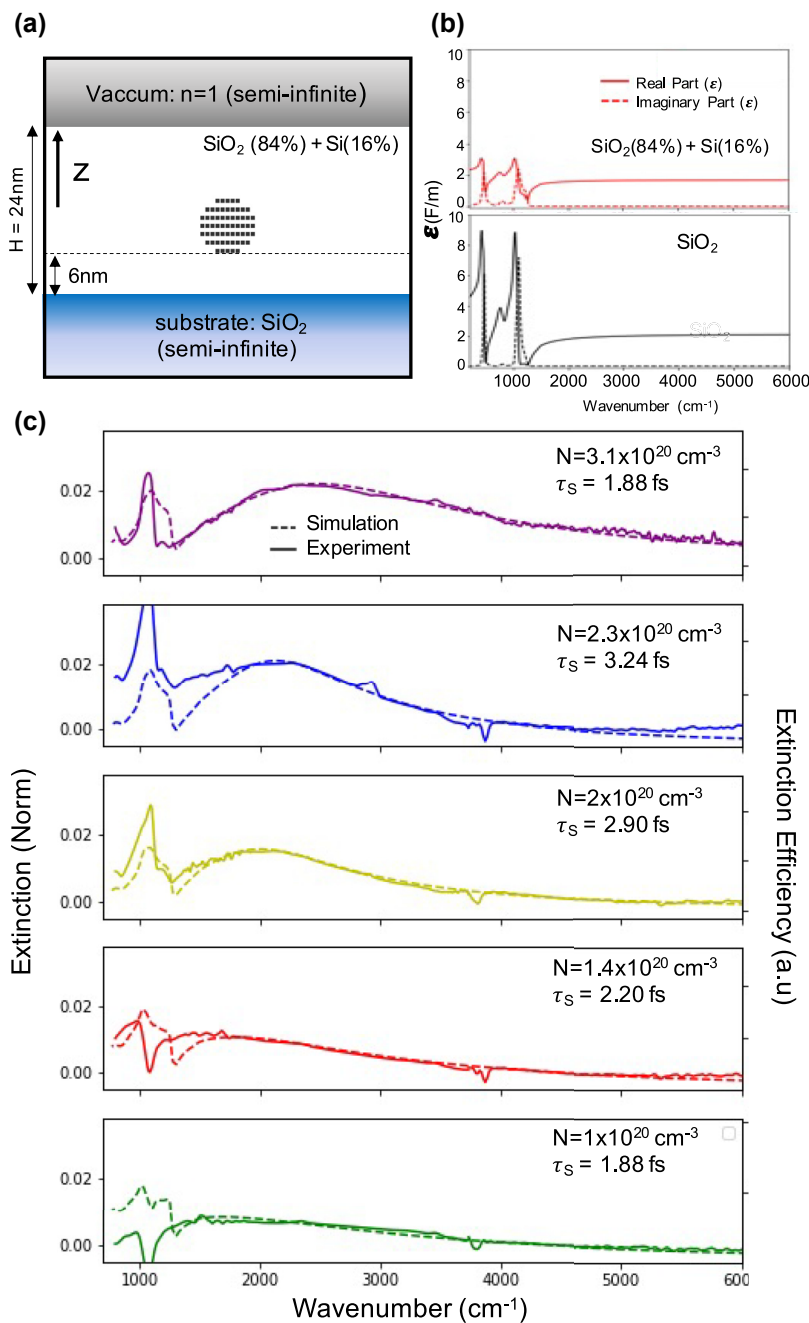 (a)
Vaccum: n=1 (semi-infinite)
SiO₂ (84%) + Si(16%)
Z
H = 24nm
6nm
substrate: SiO₂
(semi-infinite)
(b)
10
8
6
4
2
0
Real Part (ε)
Imaginary Part (ε)
SiO₂(84%) + Si(16%)
ε(F/m)
10
8
6
4
2
0
SiO₂
SiO₂
1000 2000 3000 4000 5000 6000
Wavenumber (cm⁻¹)
(c)
N=3.1x10²⁰ cm⁻³
τS = 1.88 fs
Simulation
Experiment
0.02
0.00
N=2.3x10²⁰ cm⁻³
τS = 3.24 fs
0.02
0.00
N=2x10²⁰ cm⁻³
τS = 2.90 fs
0.02
0.00
N=1.4x10²⁰ cm⁻³
τS = 2.20 fs
0.02
0.00
N=1x10²⁰ cm⁻³
τS = 1.88 fs
0.02
0.00
Extinction (Norm)
Extinction Efficiency (a.u)
1000 2000 3000 4000 5000 600
Wavenumber (cm⁻¹)